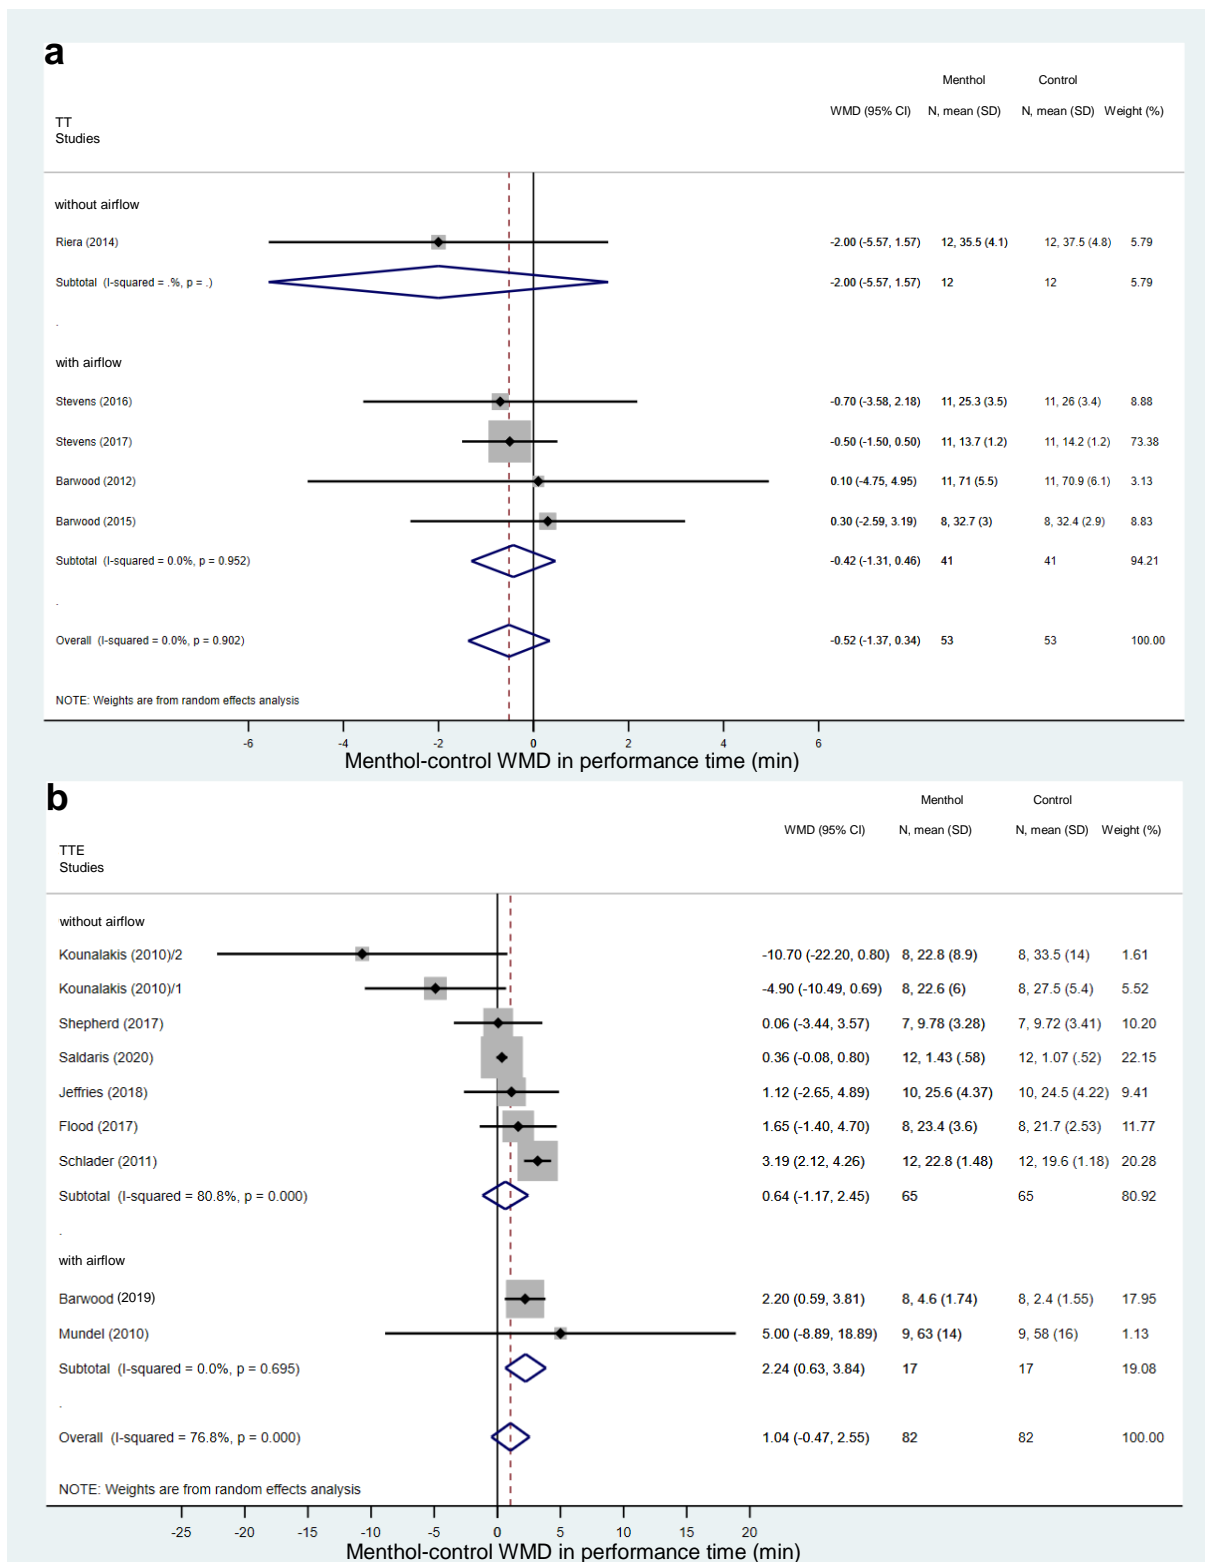 a
Menthol Control
WMD (95% CI) N, mean (SD) N, mean (SD) Weight (%)
TT
Studies
without airflow
Riera (2014) -2.00 (-5.57, 1.57) 12, 35.5 (4.1) 12, 37.5 (4.8) 5.79
Subtotal (I-squared = .%, p = .) -2.00 (-5.57, 1.57) 12 12 5.79
.
with airflow
Stevens (2016) -0.70 (-3.58, 2.18) 11, 25.3 (3.5) 11, 26 (3.4) 8.88
Stevens (2017) -0.50 (-1.50, 0.50) 11, 13.7 (1.2) 11, 14.2 (1.2) 73.38
Barwood (2012) 0.10 (-4.75, 4.95) 11, 71 (5.5) 11, 70.9 (6.1) 3.13
Barwood (2015) 0.30 (-2.59, 3.19) 8, 32.7 (3) 8, 32.4 (2.9) 8.83
Subtotal (I-squared = 0.0%, p = 0.952) -0.42 (-1.31, 0.46) 41 41 94.21
.
Overall (I-squared = 0.0%, p = 0.902) -0.52 (-1.37, 0.34) 53 53 100.00
NOTE: Weights are from random effects analysis
-6 -4 -2 0 2 4 6
Menthol-control WMD in performance time (min)
b
Menthol Control
WMD (95% CI) N, mean (SD) N, mean (SD) Weight (%)
TTE
Studies
without airflow
Kounalakis (2010)/2 -10.70 (-22.20, 0.80) 8, 22.8 (8.9) 8, 33.5 (14) 1.61
Kounalakis (2010)/1 -4.90 (-10.49, 0.69) 8, 22.6 (6) 8, 27.5 (5.4) 5.52
Shepherd (2017) 0.06 (-3.44, 3.57) 7, 9.78 (3.28) 7, 9.72 (3.41) 10.20
Saldaris (2020) 0.36 (-0.08, 0.80) 12, 1.43 (.58) 12, 1.07 (.52) 22.15
Jeffries (2018) 1.12 (-2.65, 4.89) 10, 25.6 (4.37) 10, 24.5 (4.22) 9.41
Flood (2017) 1.65 (-1.40, 4.70) 8, 23.4 (3.6) 8, 21.7 (2.53) 11.77
Schlader (2011) 3.19 (2.12, 4.26) 12, 22.8 (1.48) 12, 19.6 (1.18) 20.28
Subtotal (I-squared = 80.8%, p = 0.000) 0.64 (-1.17, 2.45) 65 65 80.92
.
with airflow
Barwood (2019) 2.20 (0.59, 3.81) 8, 4.6 (1.74) 8, 2.4 (1.55) 17.95
Mundel (2010) 5.00 (-8.89, 18.89) 9, 63 (14) 9, 58 (16) 1.13
Subtotal (I-squared = 0.0%, p = 0.695) 2.24 (0.63, 3.84) 17 17 19.08
.
Overall (I-squared = 76.8%, p = 0.000) 1.04 (-0.47, 2.55) 82 82 100.00
NOTE: Weights are from random effects analysis
-25 -20 -15 -10 -5 0 5 10 15 20
Menthol-control WMD in performance time (min)